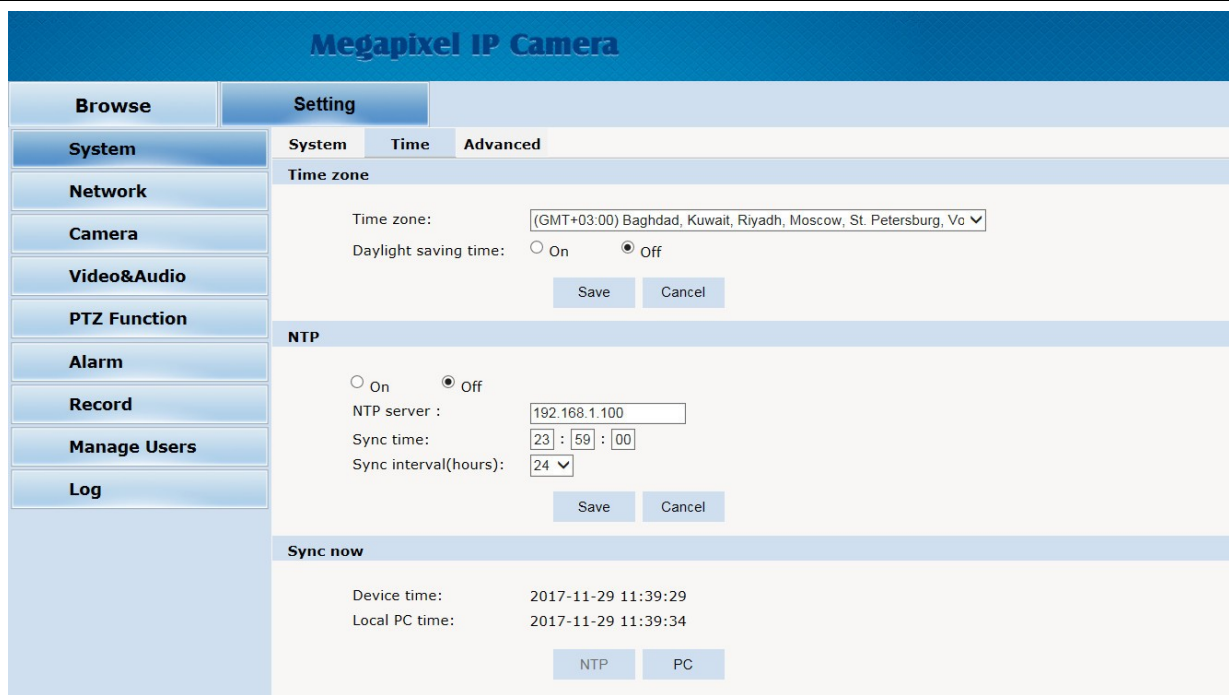 Megapixel IP Camera
Browse
Setting
System
Network
Camera
Video&Audio
PTZ Function
Alarm
Record
Manage Users
Log
System Time Advanced
Time zone
Time zone: (GMT+03:00) Baghdad, Kuwait, Riyadh, Moscow, St. Petersburg, Vo
Daylight saving time: On Off
Save Cancel
NTP
On Off
NTP server : 192.168.1.100
Sync time: 23 : 59 : 00
Sync interval(hours): 24
Save Cancel
Sync now
Device time: 2017-11-29 11:39:29
Local PC time: 2017-11-29 11:39:34
NTP PC